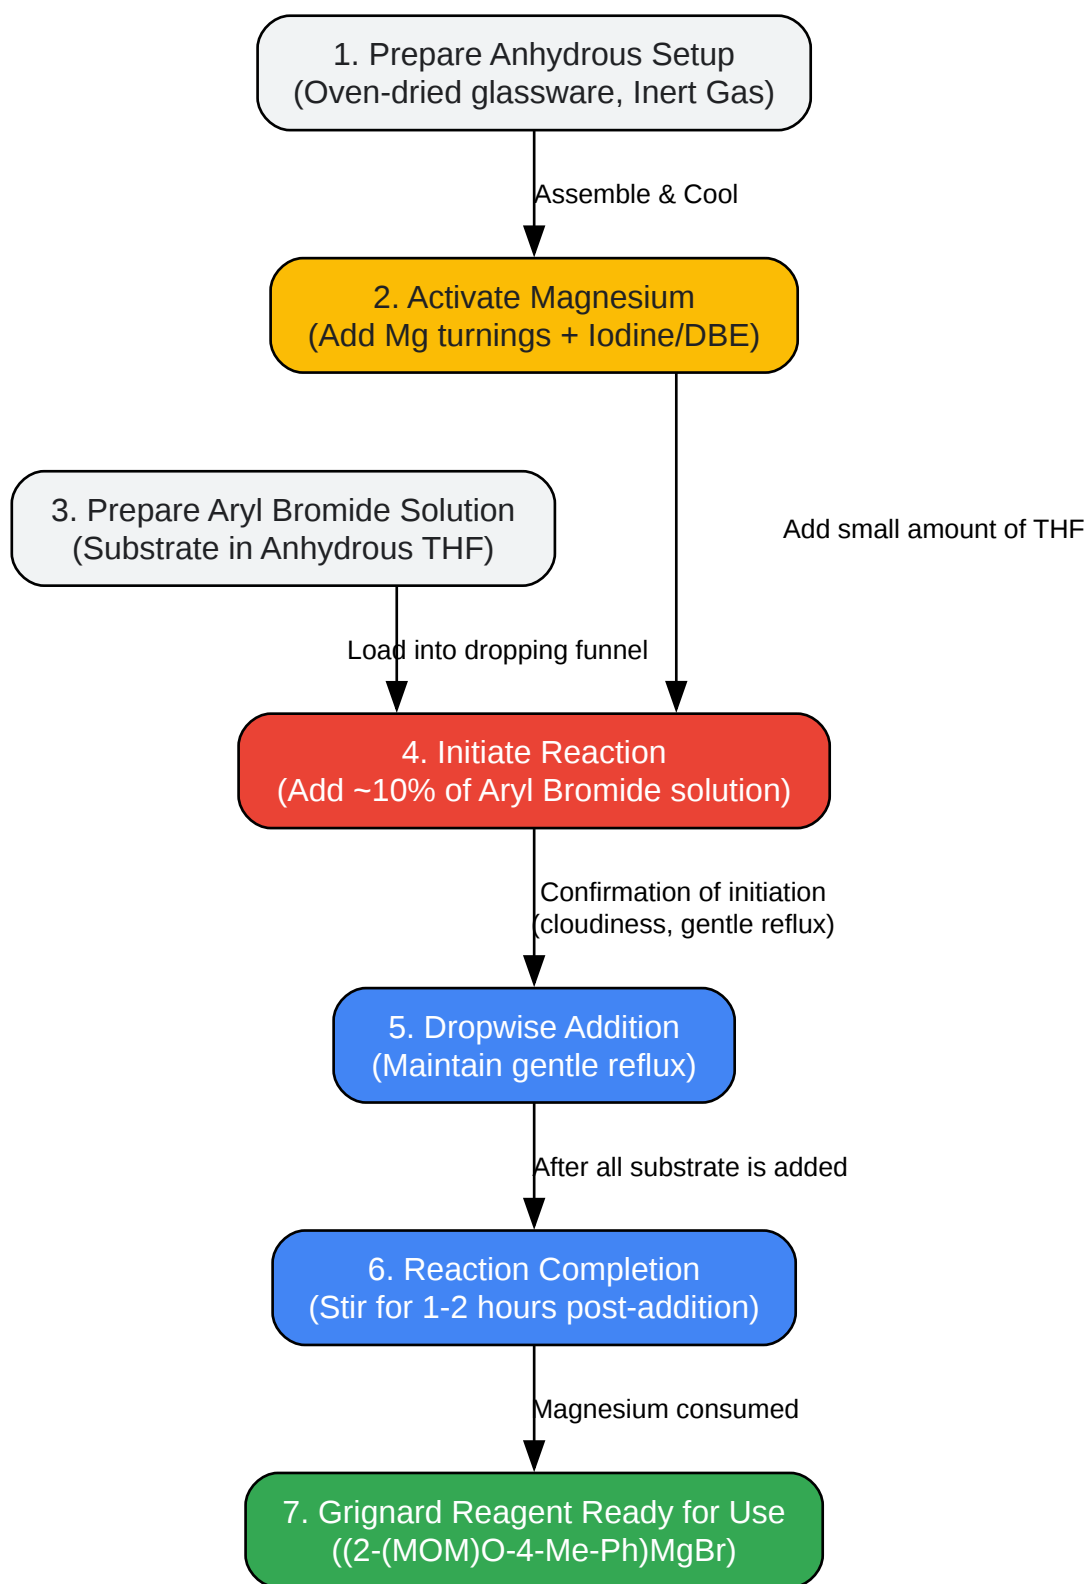 1. Prepare Anhydrous Setup
(Oven-dried glassware, Inert Gas)
Assemble & Cool
2. Activate Magnesium
(Add Mg turnings + Iodine/DBE)
3. Prepare Aryl Bromide Solution
(Substrate in Anhydrous THF)
Add small amount of THF
Load into dropping funnel
4. Initiate Reaction
(Add ~10% of Aryl Bromide solution)
Confirmation of initiation
(cloudiness, gentle reflux)
5. Dropwise Addition
(Maintain gentle reflux)
After all substrate is added
6. Reaction Completion
(Stir for 1-2 hours post-addition)
Magnesium consumed
7. Grignard Reagent Ready for Use
((2-(MOM)O-4-Me-Ph)MgBr)